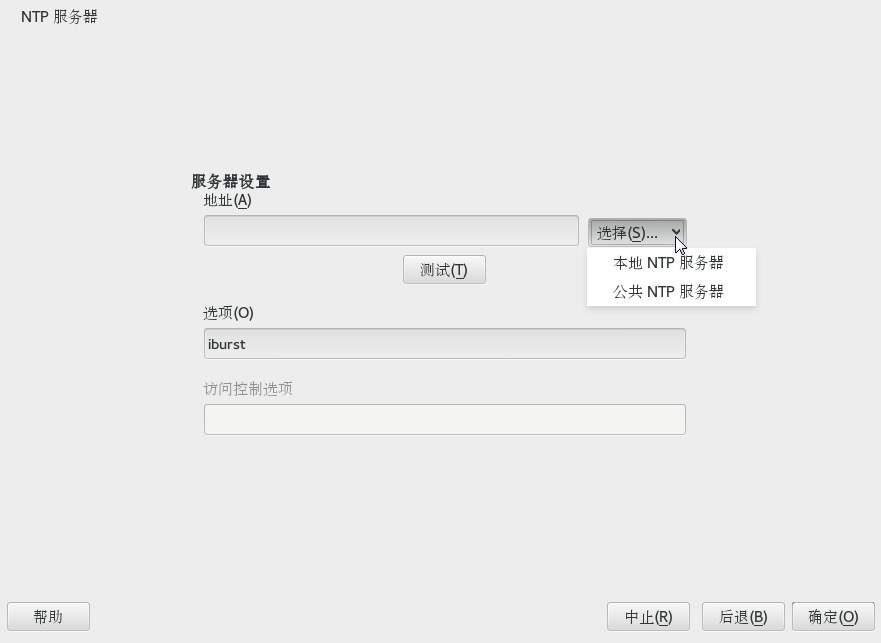 NTP 服务器
服务器设置
地址(A)
选择(S)...
本地 NTP 服务器
公共 NTP 服务器
测试(T)
选项(O)
iburst
访问控制选项
帮助
中止(R)
后退(B)
确定(O)